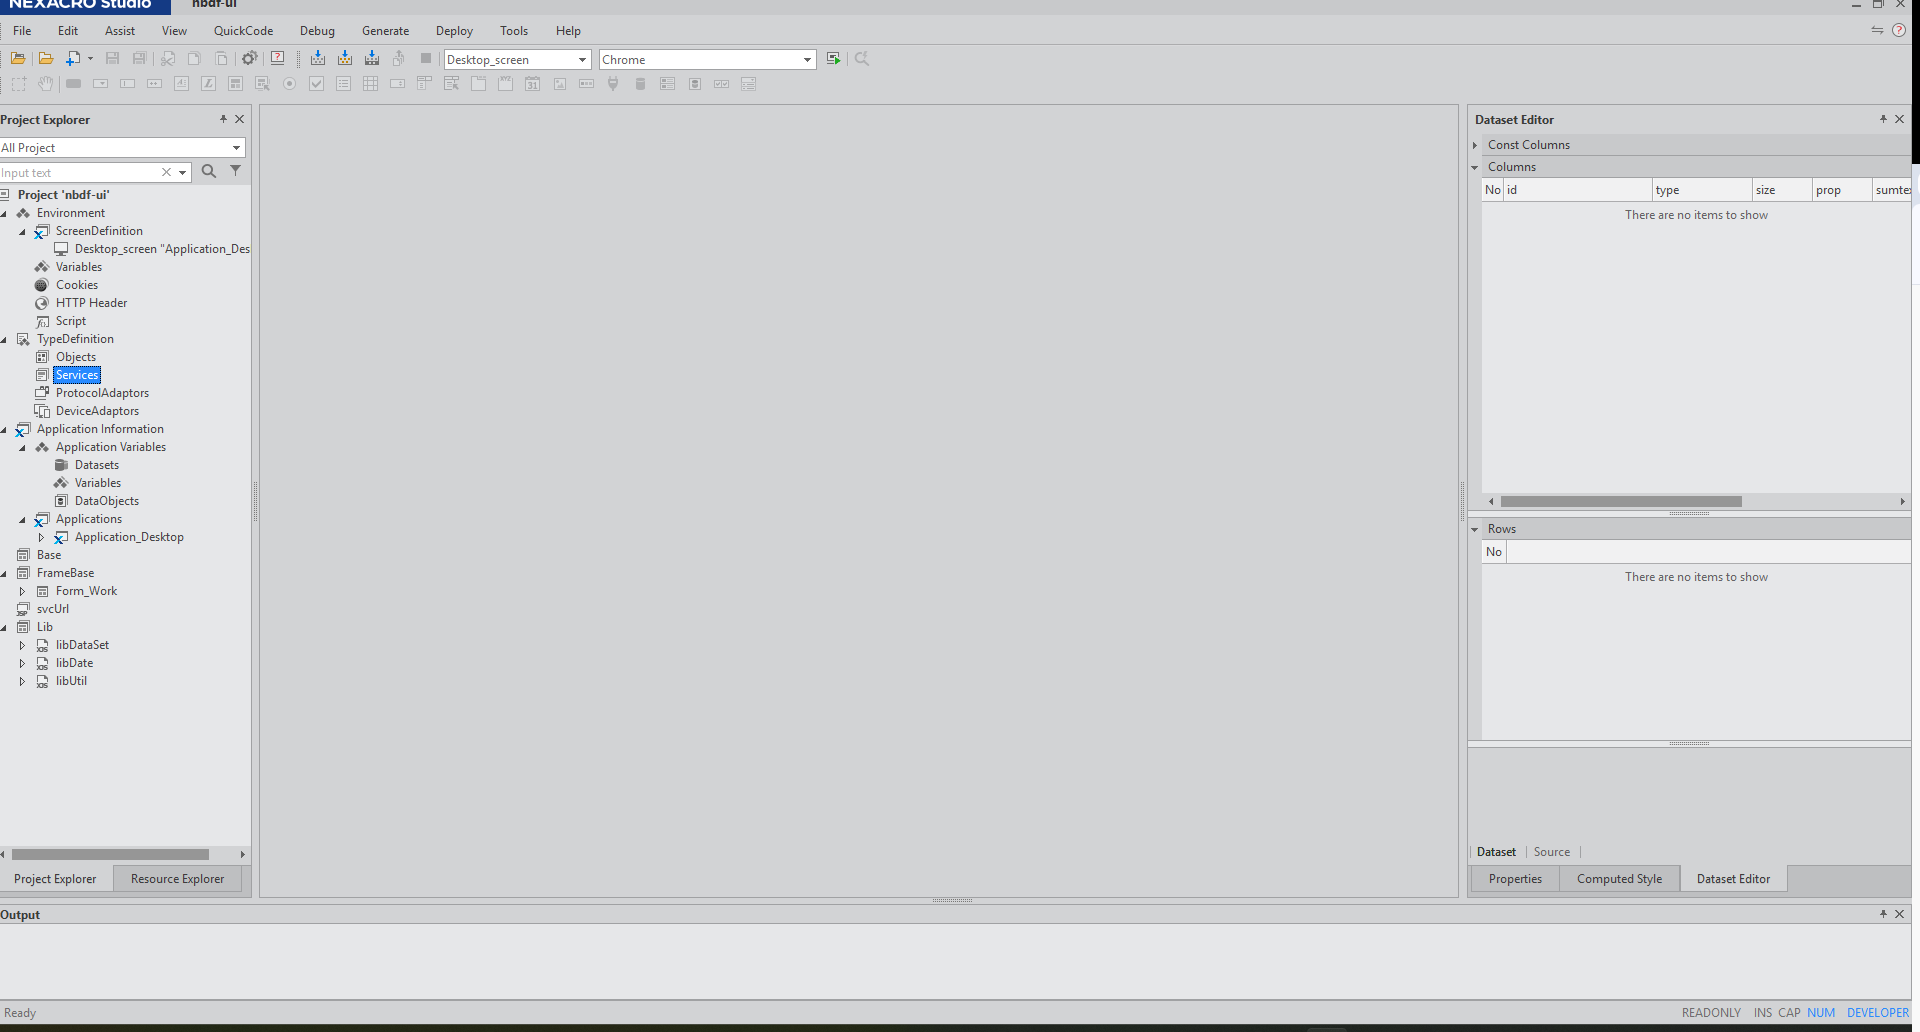 NEXACRO Studio nbdf-ui
File Edit Assist View QuickCode Debug Generate Deploy Tools Help
Desktop_screen Chrome
Project Explorer
All Project
Input text
Project 'nbdf-ui'
Environment
ScreenDefinition
Desktop_screen "Application_Des
Variables
Cookies
HTTP Header
Script
TypeDefinition
Objects
Services
ProtocolAdaptors
DeviceAdaptors
Application Information
Application Variables
Datasets
Variables
DataObjects
Applications
Application_Desktop
Base
FrameBase
Form_Work
svcUrl
Lib
libDataSet
libDate
libUtil
Project Explorer Resource Explorer
Dataset Editor
Const Columns
Columns
No id type size prop sumtex
There are no items to show
Rows
No
There are no items to show
Dataset Source
Properties Computed Style Dataset Editor
Output
Ready READONLY INS CAP NUM DEVELOPER